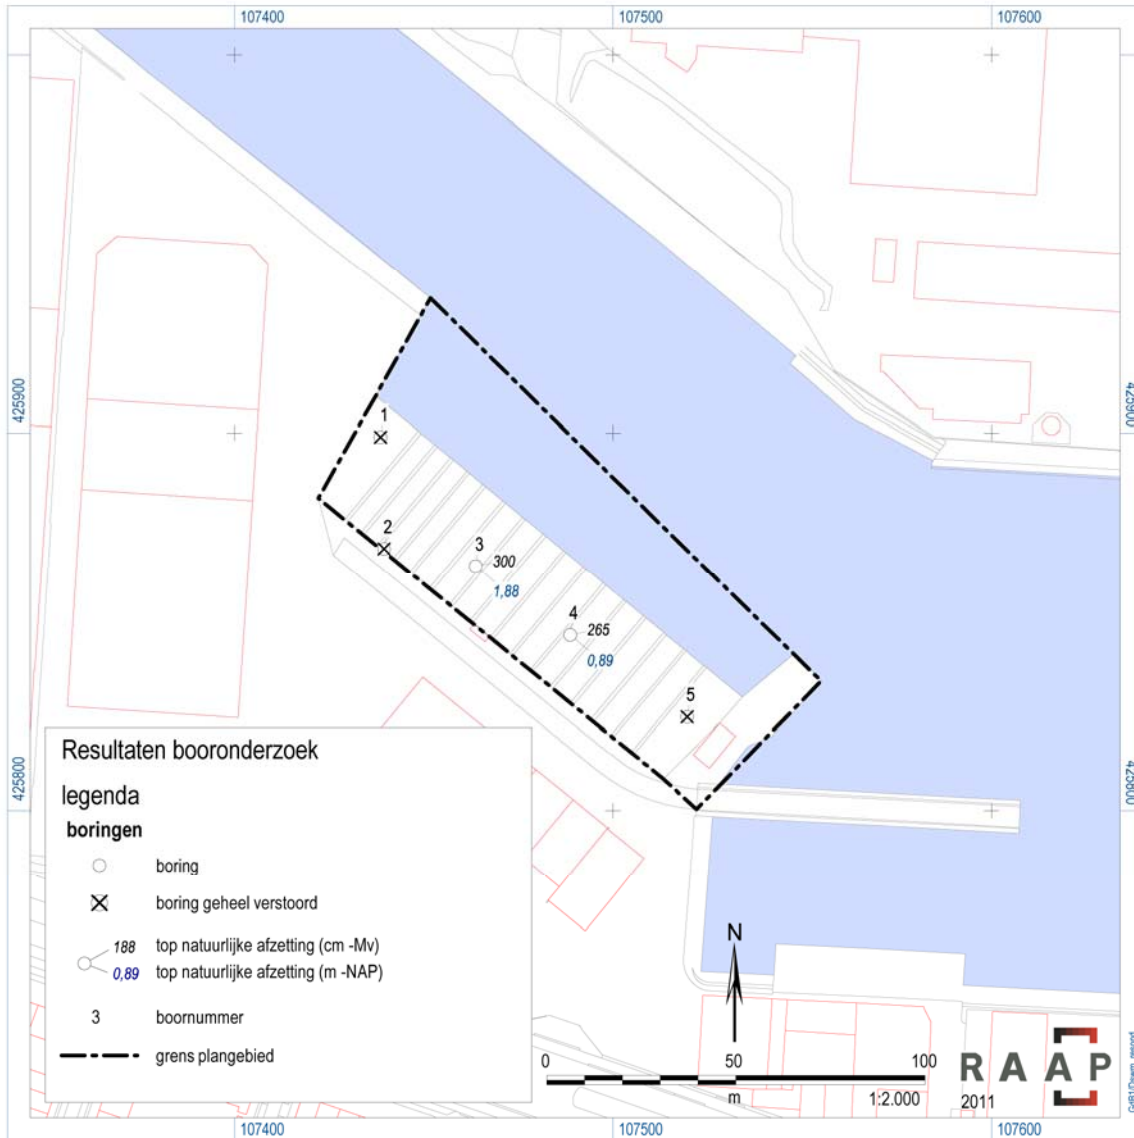 107400
107500
107600
425900
425900
1
2
3
300
1,88
4
265
0,89
5
425800
425800
Resultaten booronderzoek
legenda
boringen
boring
boring geheel verstoord
188 top natuurlijke afzetting (cm -Mv)
0,89 top natuurlijke afzetting (m -NAP)
3 boornummer
grens plangebied
N
0 50 100
m 1:2.000
RAAP
2011
107400
107500
107600